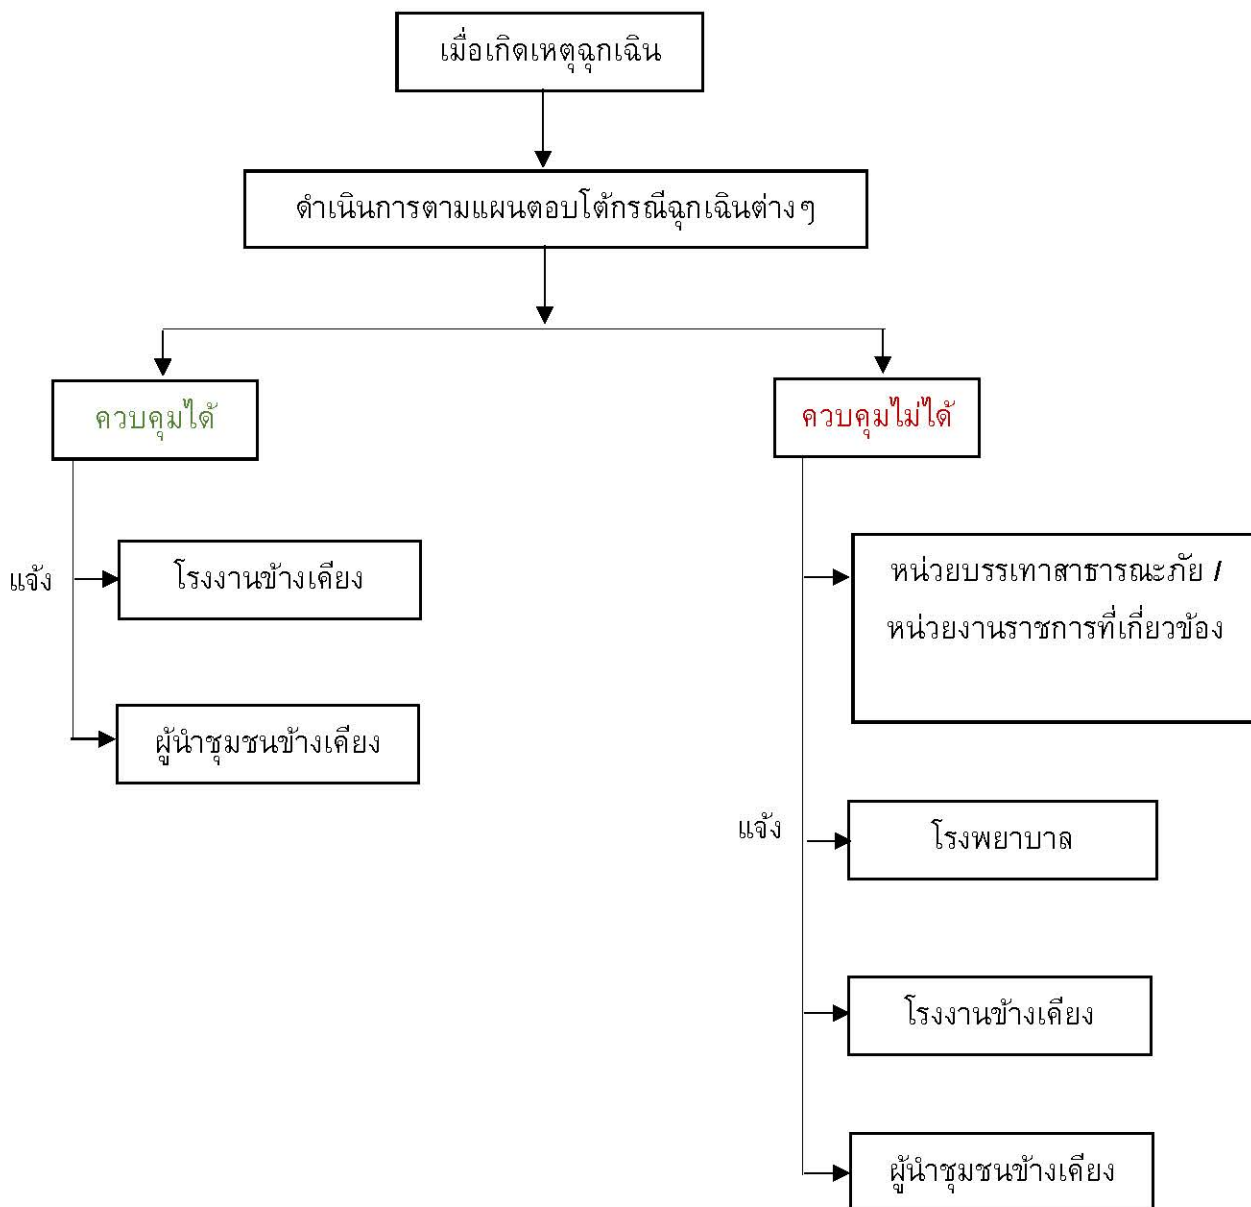 เมื่อเกิดเหตุฉุกเฉิน
ดำเนินการตามแผนตอบโต้กรณีฉุกเฉินต่างๆ
ควบคุมได้
แจ้ง
โรงงานข้างเคียง
ผู้นำชุมชนข้างเคียง
ควบคุมไม่ได้
แจ้ง
หน่วยบรรเทาสาธารณะภัย /
หน่วยงานราชการที่เกี่ยวข้อง
โรงพยาบาล
โรงงานข้างเคียง
ผู้นำชุมชนข้างเคียง